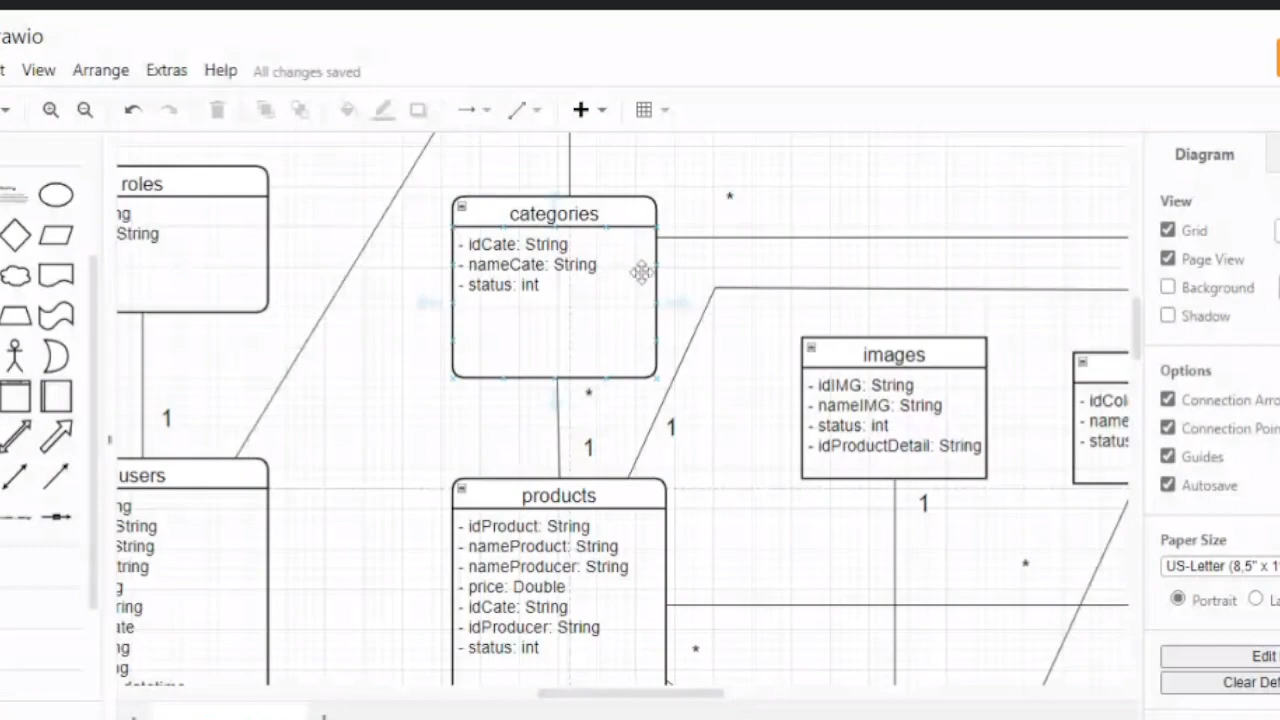 awio
t View Arrange Extras Help All changes saved
Diagram
View
Grid
Page View
Background
Shadow
Options
Connection Arro
Connection Poin
Guides
Autosave
Paper Size
US-Letter (8,5" x 1
Portrait La
Edit
Clear Def
roles
ng
String
1
users
ng
String
String
tring
g
ring
ate
ng
ng
datetime
categories
- idCate: String
- nameCate: String
- status: int
*
*
1
1
products
- idProduct: String
- nameProduct: String
- nameProducer: String
- price: Double
- idCate: String
- idProducer: String
- status: int
*
images
- idIMG: String
- nameIMG: String
- status: int
- idProductDetail: String
1
*
- idCol
- name
- status